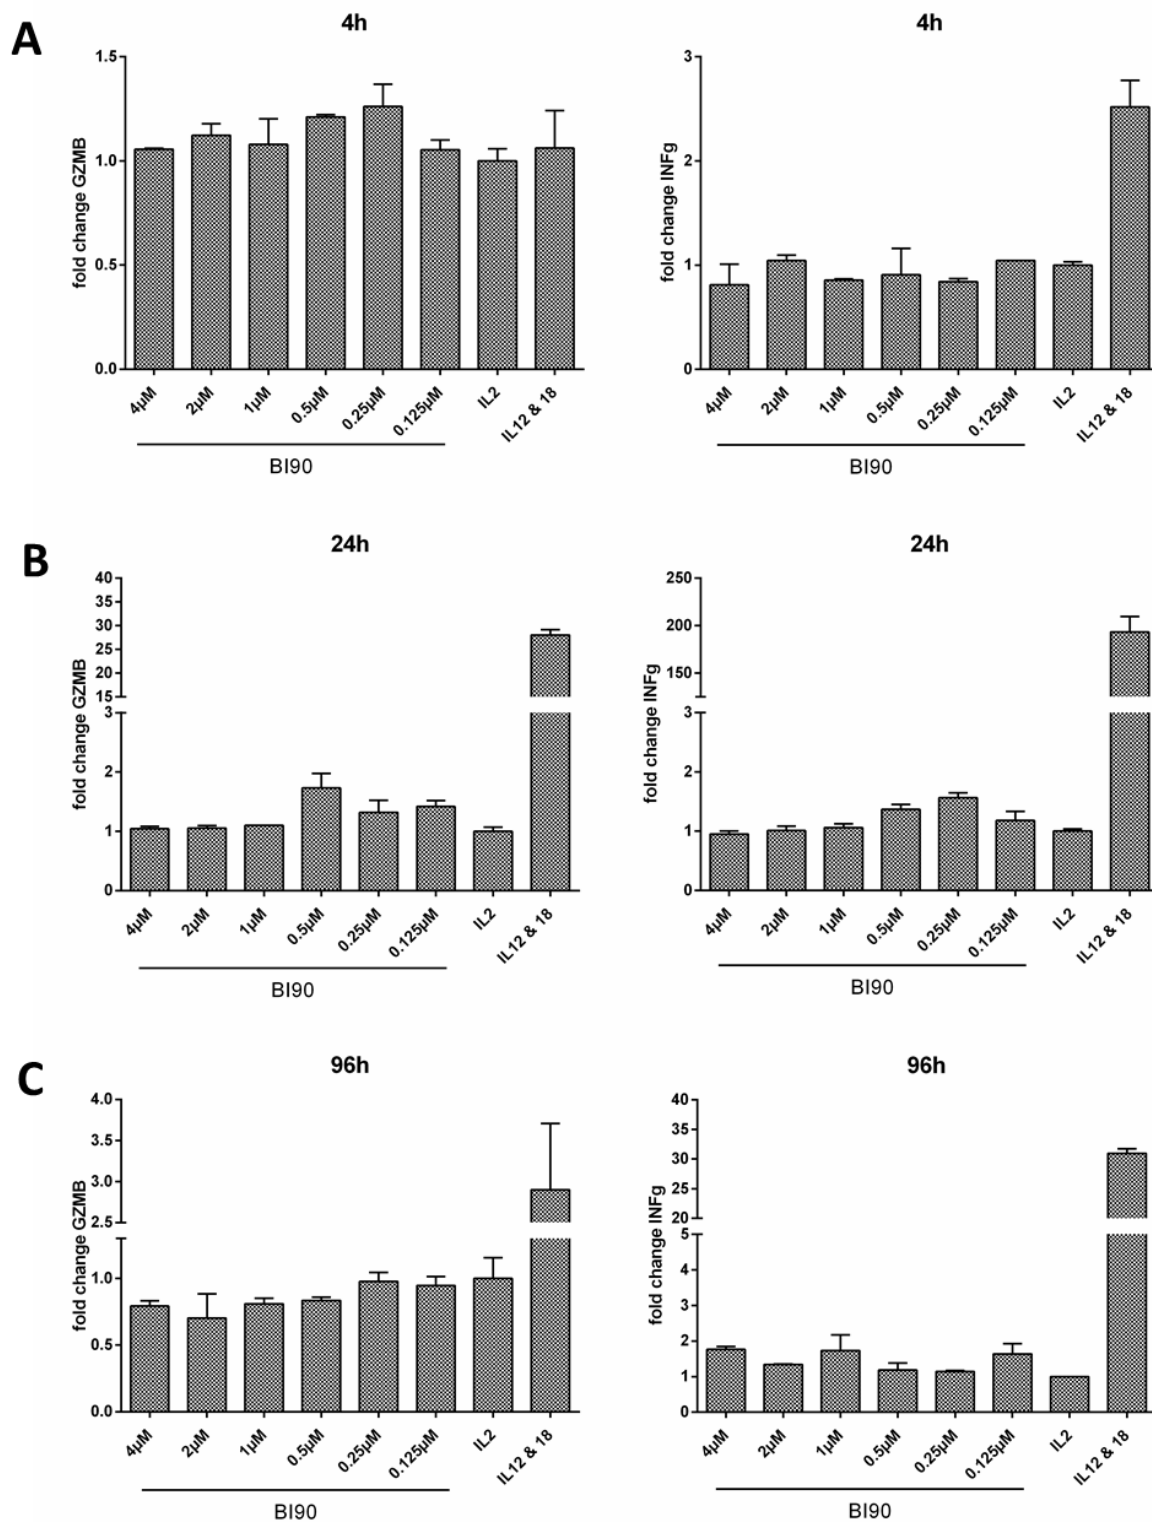 A
4h
fold change GZMB
1.5
1.0
0.5
0.0
4µM
2µM
1µM
0.5µM
0.25µM
0.125µM
IL2
IL12 & 18
BI90
4h
fold change INFg
3
2
1
0
4µM
2µM
1µM
0.5µM
0.25µM
0.125µM
IL2
IL12 & 18
BI90
B
24h
fold change GZMB
40
35
30
25
20
15
3
2
1
0
4µM
2µM
1µM
0.5µM
0.25µM
0.125µM
IL2
IL12 & 18
BI90
24h
fold change INFg
250
200
150
3
2
1
0
4µM
2µM
1µM
0.5µM
0.25µM
0.125µM
IL2
IL12 & 18
BI90
C
96h
fold change GZMB
4.0
3.5
3.0
2.5
1.0
0.5
0.0
4µM
2µM
1µM
0.5µM
0.25µM
0.125µM
IL2
IL12 & 18
BI90
96h
fold change INFg
40
35
30
25
20
5
4
3
2
1
0
4µM
2µM
1µM
0.5µM
0.25µM
0.125µM
IL2
IL12 & 18
BI90